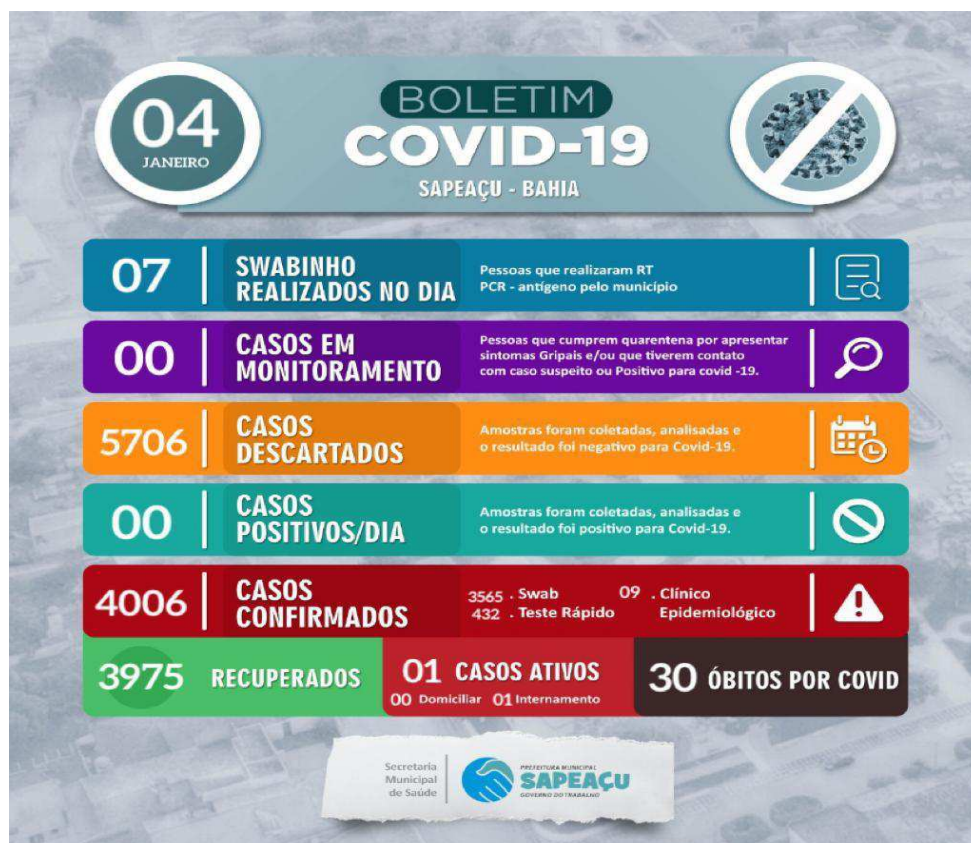 04
JANEIRO
BOLETIM
COVID-19
SAPEAÇU - BAHIA
07
SWABINHO
REALIZADOS NO DIA
Pessoas que realizaram RT
PCR - antígeno pelo município
00
CASOS EM
MONITORAMENTO
Pessoas que cumprem quarentena por apresentar
sintomas Gripais e/ou que tiverem contato
com caso suspeito ou Positivo para covid -19.
5706
CASOS
DESCARTADOS
Amostras foram coletadas, analisadas e
o resultado foi negativo para Covid-19.
00
CASOS
POSITIVOS/DIA
Amostras foram coletadas, analisadas e
o resultado foi positivo para Covid-19.
4006
CASOS
CONFIRMADOS
3565 . Swab
432 . Teste Rápido
09 . Clínico
Epidemiológico
3975 RECUPERADOS
01 CASOS ATIVOS
00 Domiciliar 01 Internamento
30 ÓBITOS POR COVID
Secretaria
Municipal
de Saúde
PREFEITURA MUNICIPAL
SAPEAÇU
GOVERNO DO TRABALHO